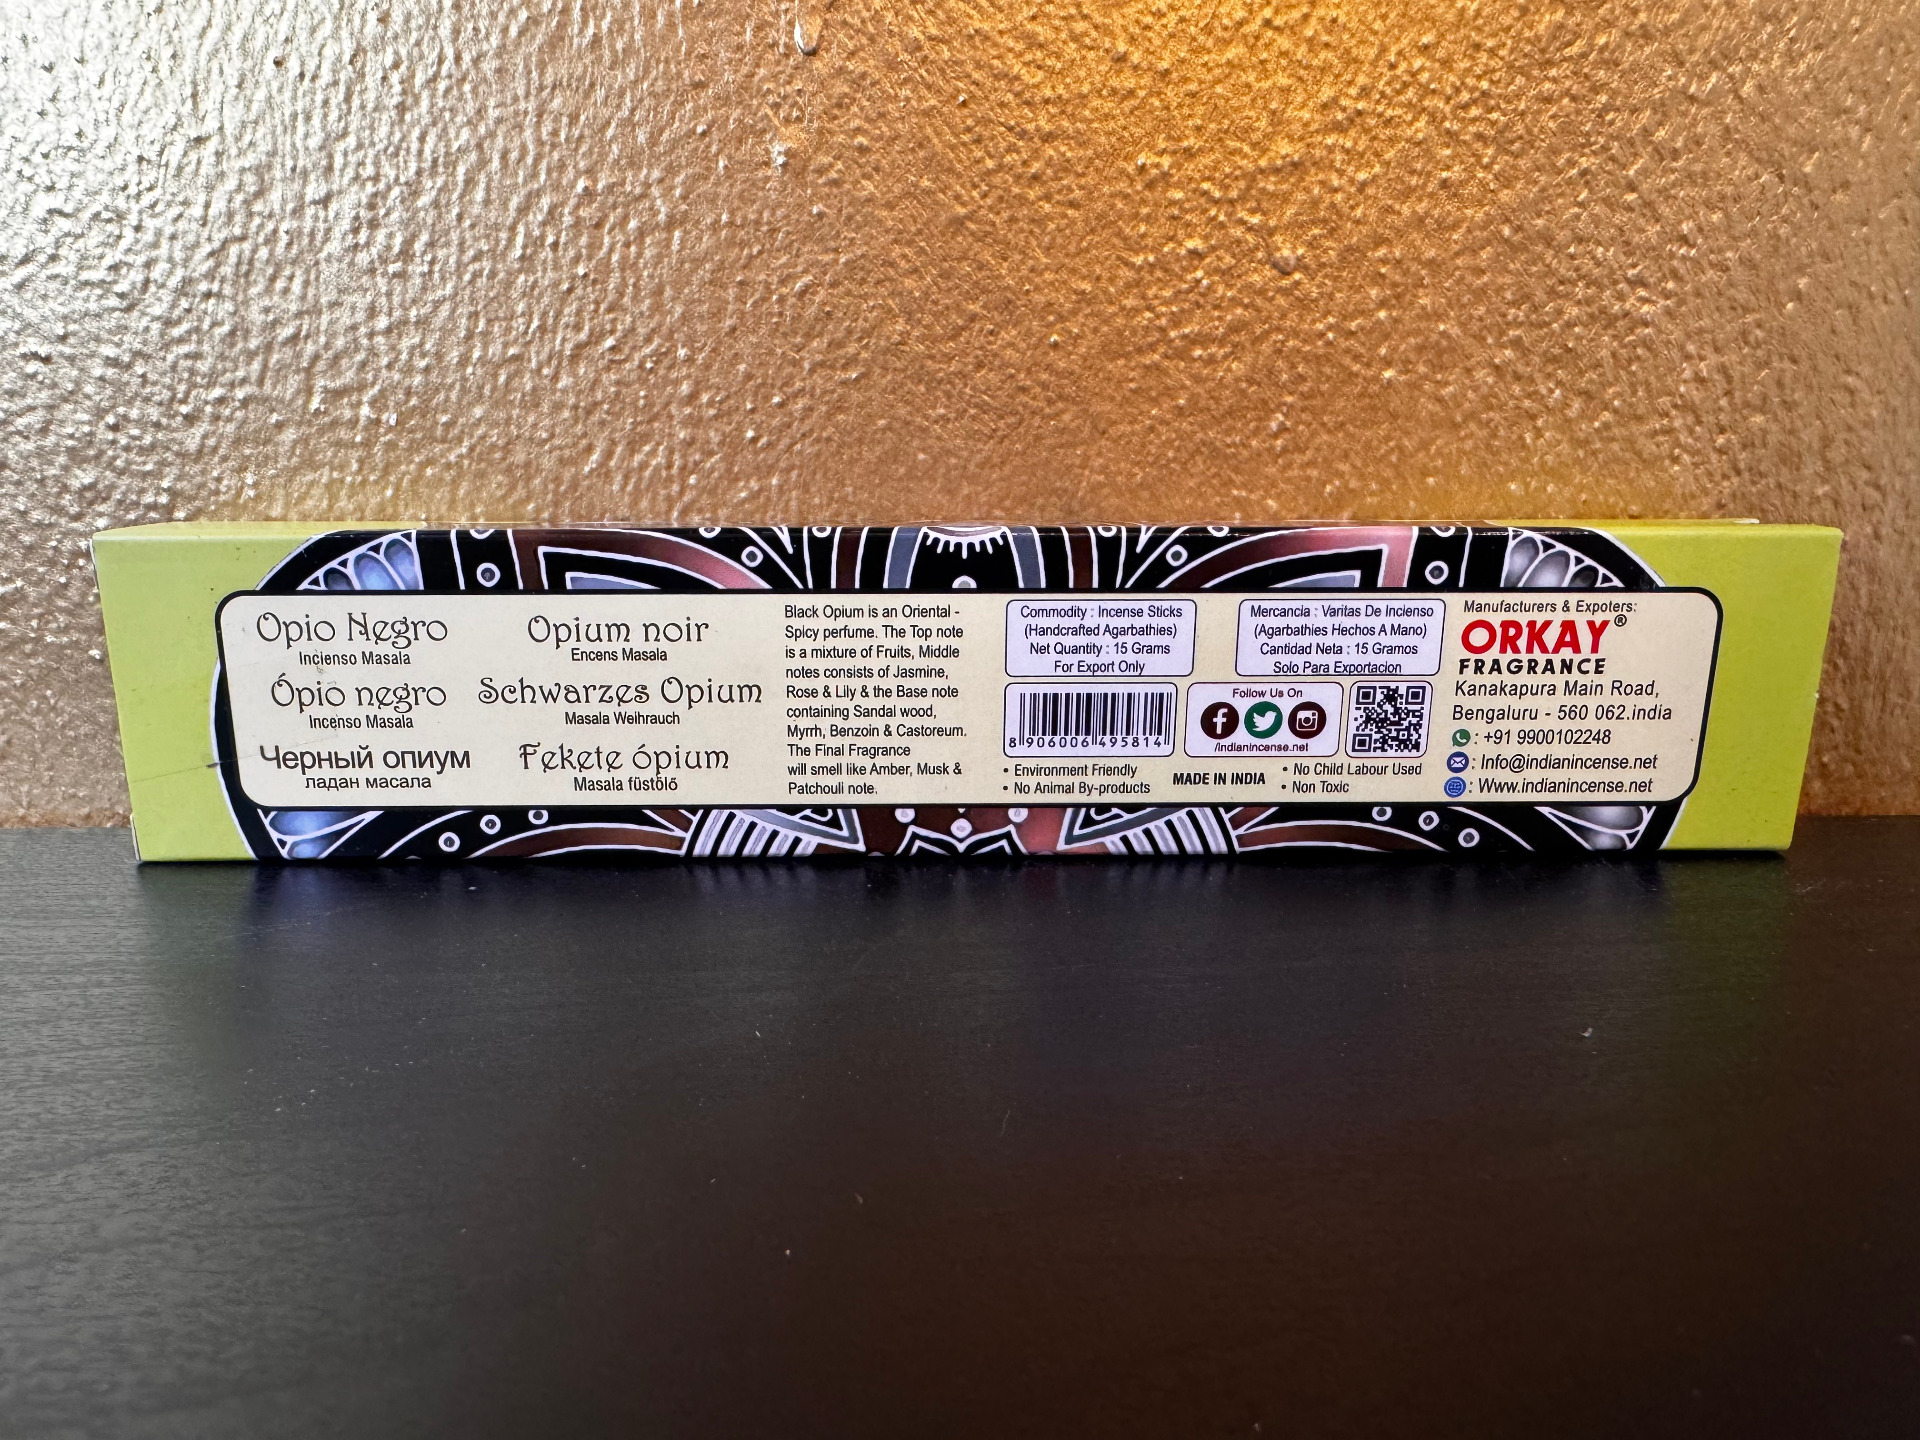 Opio Negro
Incienso Masala
Ópio negro
Incenso Masala
Черный опиум
ладан масала
Opium noir
Encens Masala
Schwarzes Opium
Masala Weihrauch
Fekete ópium
Masala füstölő
Black Opium is an Oriental -
Spicy perfume. The Top note
is a mixture of Fruits, Middle
notes consists of Jasmine,
Rose & Lily & the Base note
containing Sandal wood,
Myrrh, Benzoin & Castoreum.
The Final Fragrance
will smell like Amber, Musk &
Patchouli note.
Commodity : Incense Sticks
(Handcrafted Agarbathies)
Net Quantity : 15 Grams
For Export Only
Mercancia : Varitas De Incienso
(Agarbathies Hechos A Mano)
Cantidad Neta : 15 Gramos
Solo Para Exportacion
8 906006 495814
Follow Us On
/indianincense.net
• Environment Friendly
• No Animal By-products
MADE IN INDIA
• No Child Labour Used
• Non Toxic
Manufacturers & Expoters:
ORKAY®
FRAGRANCE
Kanakapura Main Road,
Bengaluru - 560 062.india
: +91 9900102248
: Info@indianincense.net
: Www.indianincense.net